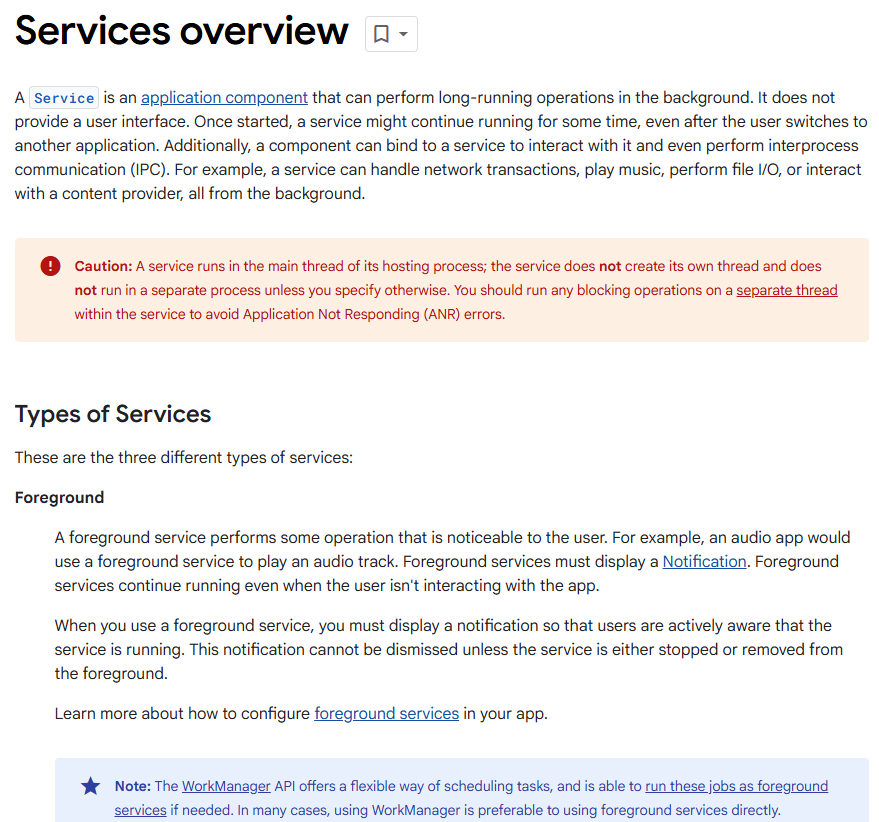 Services overview
A Service is an application component that can perform long-running operations in the background. It does not
provide a user interface. Once started, a service might continue running for some time, even after the user switches to
another application. Additionally, a component can bind to a service to interact with it and even perform interprocess
communication (IPC). For example, a service can handle network transactions, play music, perform file I/O, or interact
with a content provider, all from the background.
Caution: A service runs in the main thread of its hosting process; the service does not create its own thread and does
not run in a separate process unless you specify otherwise. You should run any blocking operations on a separate thread
within the service to avoid Application Not Responding (ANR) errors.
Types of Services
These are the three different types of services:
Foreground
A foreground service performs some operation that is noticeable to the user. For example, an audio app would
use a foreground service to play an audio track. Foreground services must display a Notification. Foreground
services continue running even when the user isn't interacting with the app.
When you use a foreground service, you must display a notification so that users are actively aware that the
service is running. This notification cannot be dismissed unless the service is either stopped or removed from
the foreground.
Learn more about how to configure foreground services in your app.
Note: The WorkManager API offers a flexible way of scheduling tasks, and is able to run these jobs as foreground
services if needed. In many cases, using WorkManager is preferable to using foreground services directly.